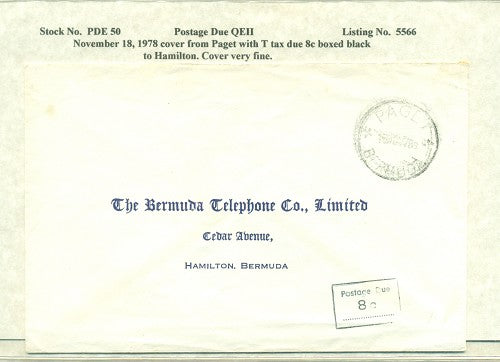 Stock No. PDE 50 Postage Due QEII Listing No. 5566
November 18, 1978 cover from Paget with T tax due 8c boxed black
to Hamilton. Cover very fine.
PAGET
BERMUDA
The Bermuda Telephone Co., Limited
Cedar Avenue,
HAMILTON, BERMUDA
Postage Due
8c